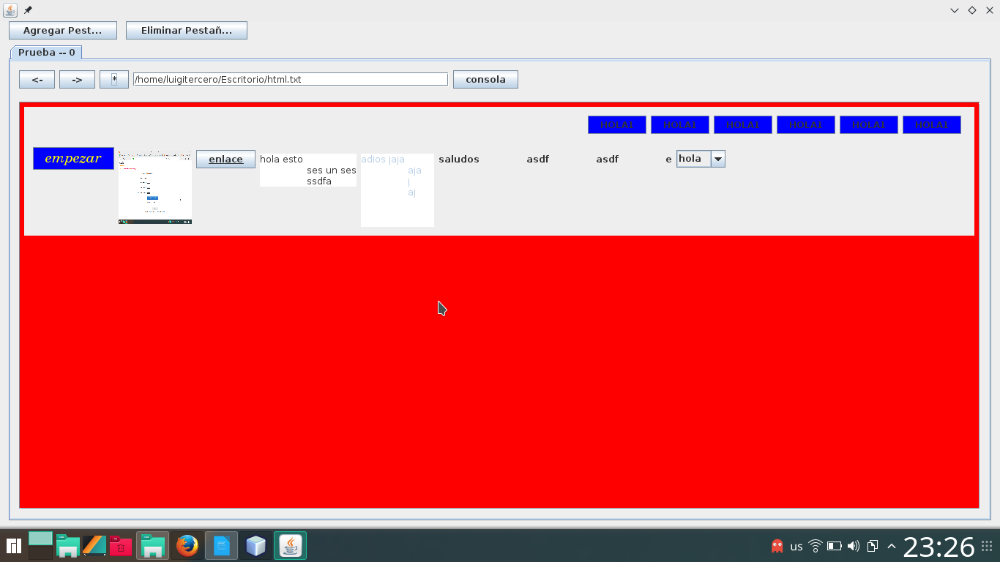 Agregar Pest... Eliminar Pestañ...
Prueba -- 0
<- -> * /home/luigitercero/Escritorio/html.txt consola
HOLA1 HOLA1 HOLA1 HOLA1 HOLA1 HOLA1
empezar enlace hola esto adios jaja saludos asdf asdf e hola
ses un ses aja
ssdfa j
aj
us 23:26